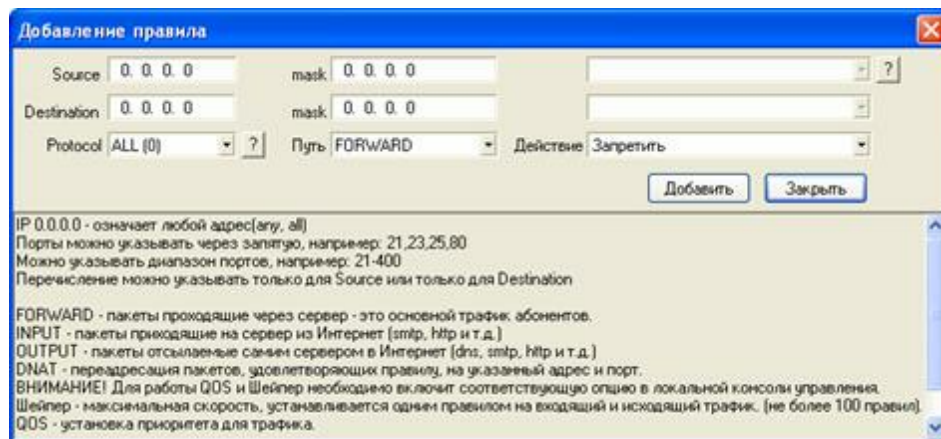 Добавление правила
Source 0. 0. 0. 0 mask 0. 0. 0. 0 ?
Destination 0. 0. 0. 0 mask 0. 0. 0. 0
Protocol ALL (0) ? Путь FORWARD Действие Запретить
Добавить Закрыть
IP 0.0.0.0 - означает любой адрес(any, all)
Порты можно указывать через запятую, например: 21,23,25,80
Можно указывать диапазон портов, например: 21-400
Перечисление можно указывать только для Source или только для Destination
FORWARD - пакеты проходящие через сервер - это основной трафик абонентов.
INPUT - пакеты приходящие на сервер из Интернет (smtp, http и т.д.)
OUTPUT - пакеты отсылаемые самим сервером в Интернет (dns, smtp, http и т.д.)
DNAT - переадресация пакетов, удовлетворяющих правилу, на указанный адрес и порт.
ВНИМАНИЕ! Для работы QOS и Шейпер необходимо включит соответствующую опцию в локальной консоли управления.
Шейпер - максимальная скорость, устанавливается одним правилом на входящий и исходящий трафик. (не более 100 правил).
QOS - установка приоритета для трафика.